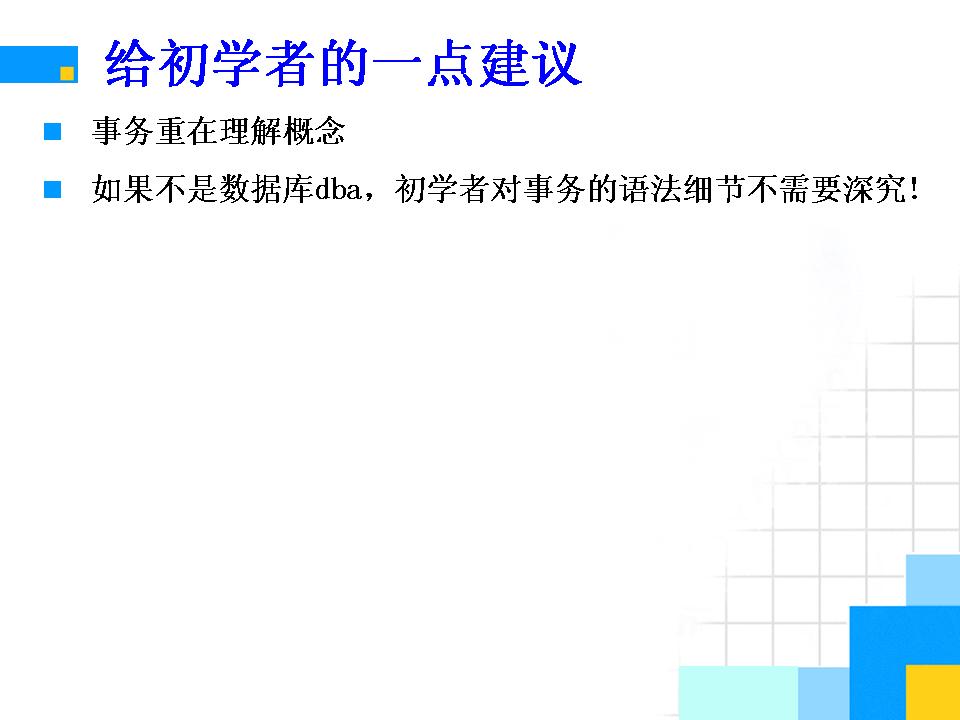 给初学者的一点建议
事务重在理解概念
如果不是数据库dba，初学者对事务的语法细节不需要深究！